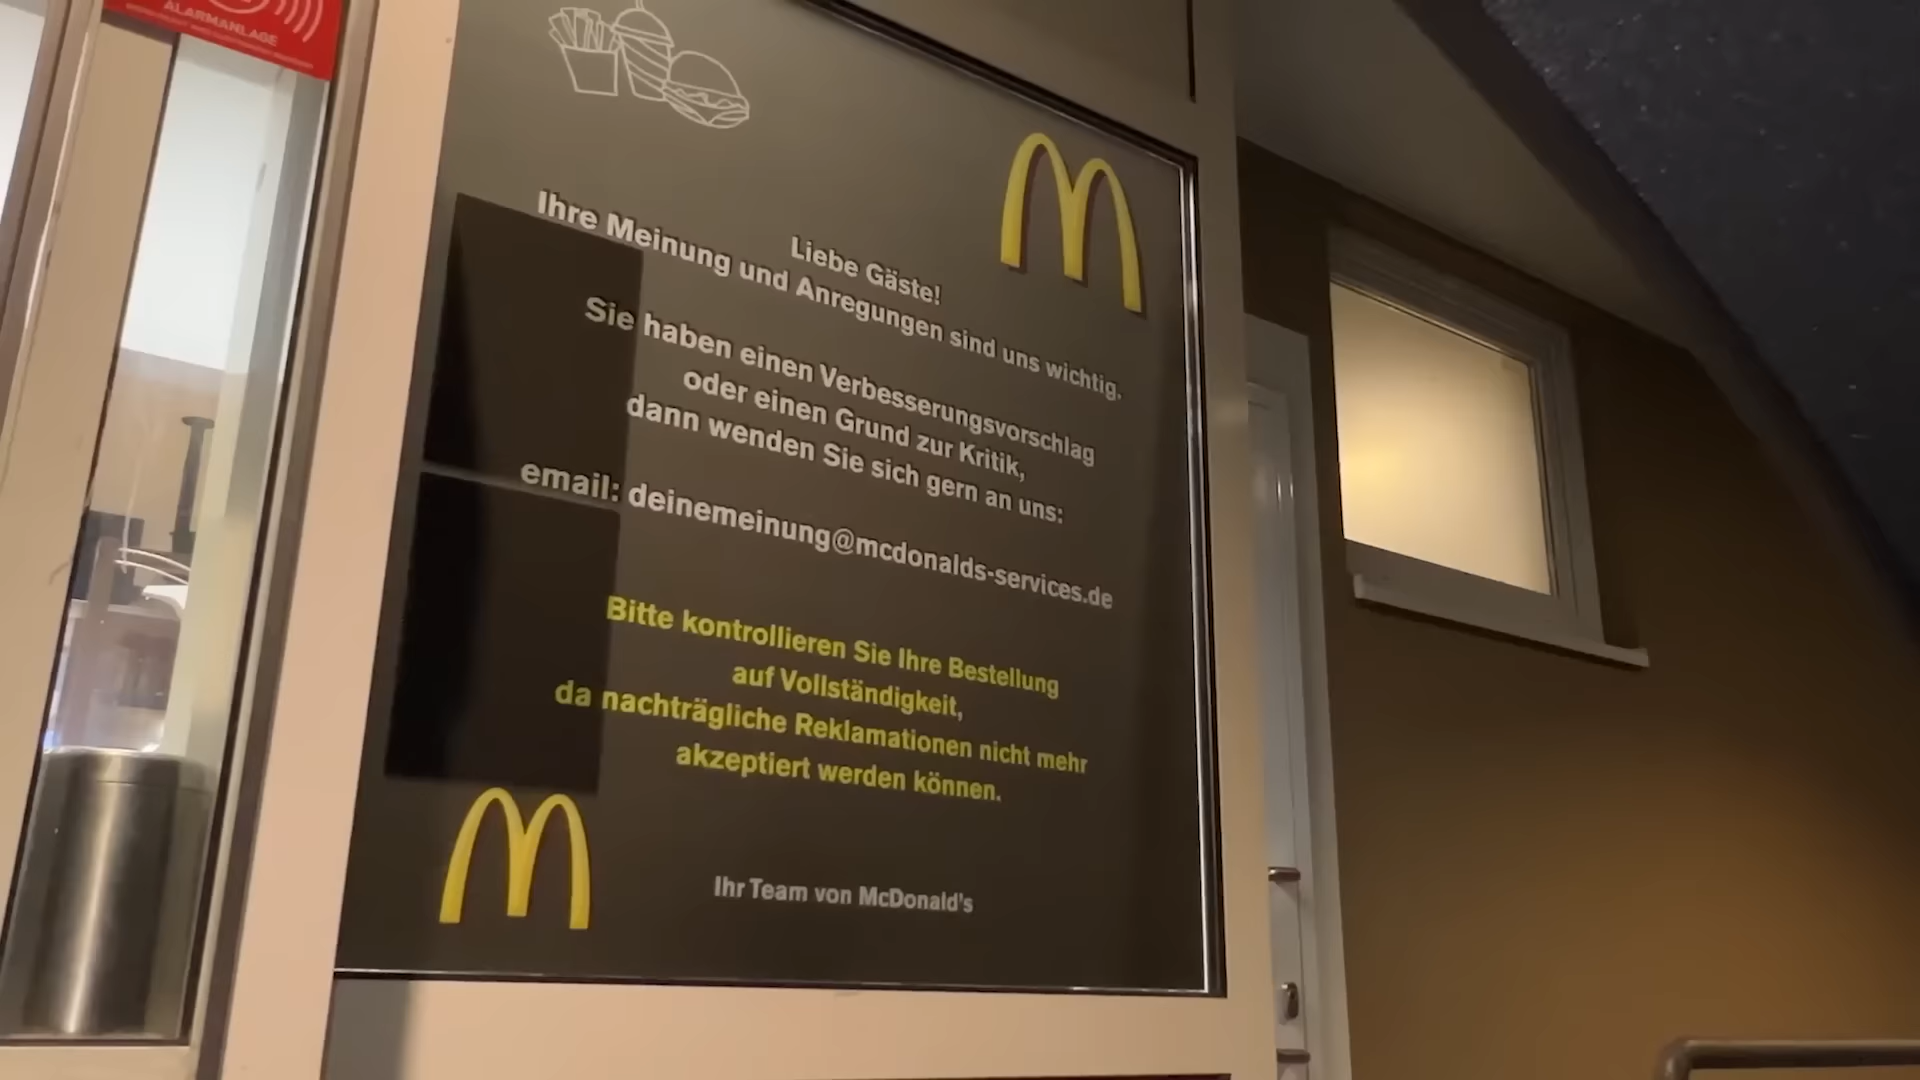 ALARMANLAGE
Liebe Gäste!
Ihre Meinung und Anregungen sind uns wichtig.
Sie haben einen Verbesserungsvorschlag
oder einen Grund zur Kritik,
dann wenden Sie sich gern an uns:
email: deinemeinung@mcdonalds-services.de
Bitte kontrollieren Sie Ihre Bestellung
auf Vollständigkeit,
da nachträgliche Reklamationen nicht mehr
akzeptiert werden können.
Ihr Team von McDonald's